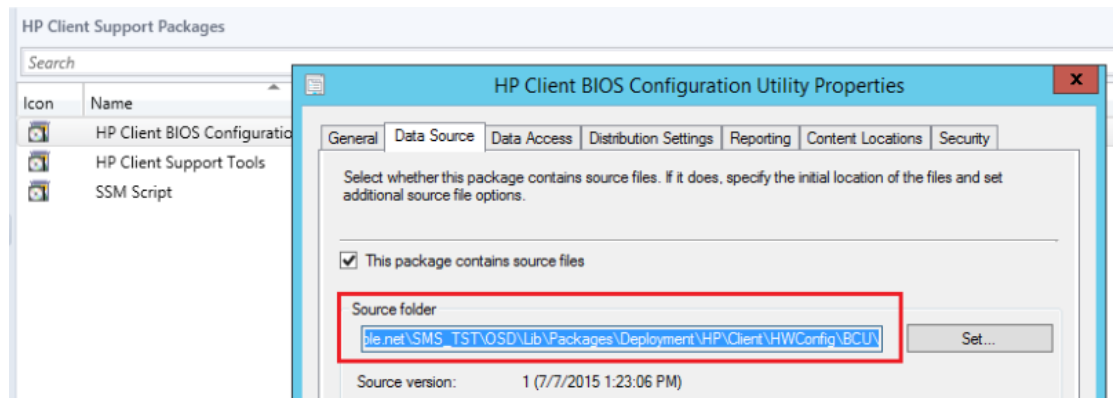 HP Client Support Packages
Search
Icon Name
HP Client BIOS Configuratio
HP Client Support Tools
SSM Script
HP Client BIOS Configuration Utility Properties
x
General Data Source Data Access Distribution Settings Reporting Content Locations Security
Select whether this package contains source files. If it does, specify the initial location of the files and set
additional source file options.
This package contains source files
Source folder
ple.net\SMS_TST\OSD\Lib\Packages\Deployment\HP\Client\HWConfig\BCU\
Set...
Source version: 1 (7/7/2015 1:23:06 PM)